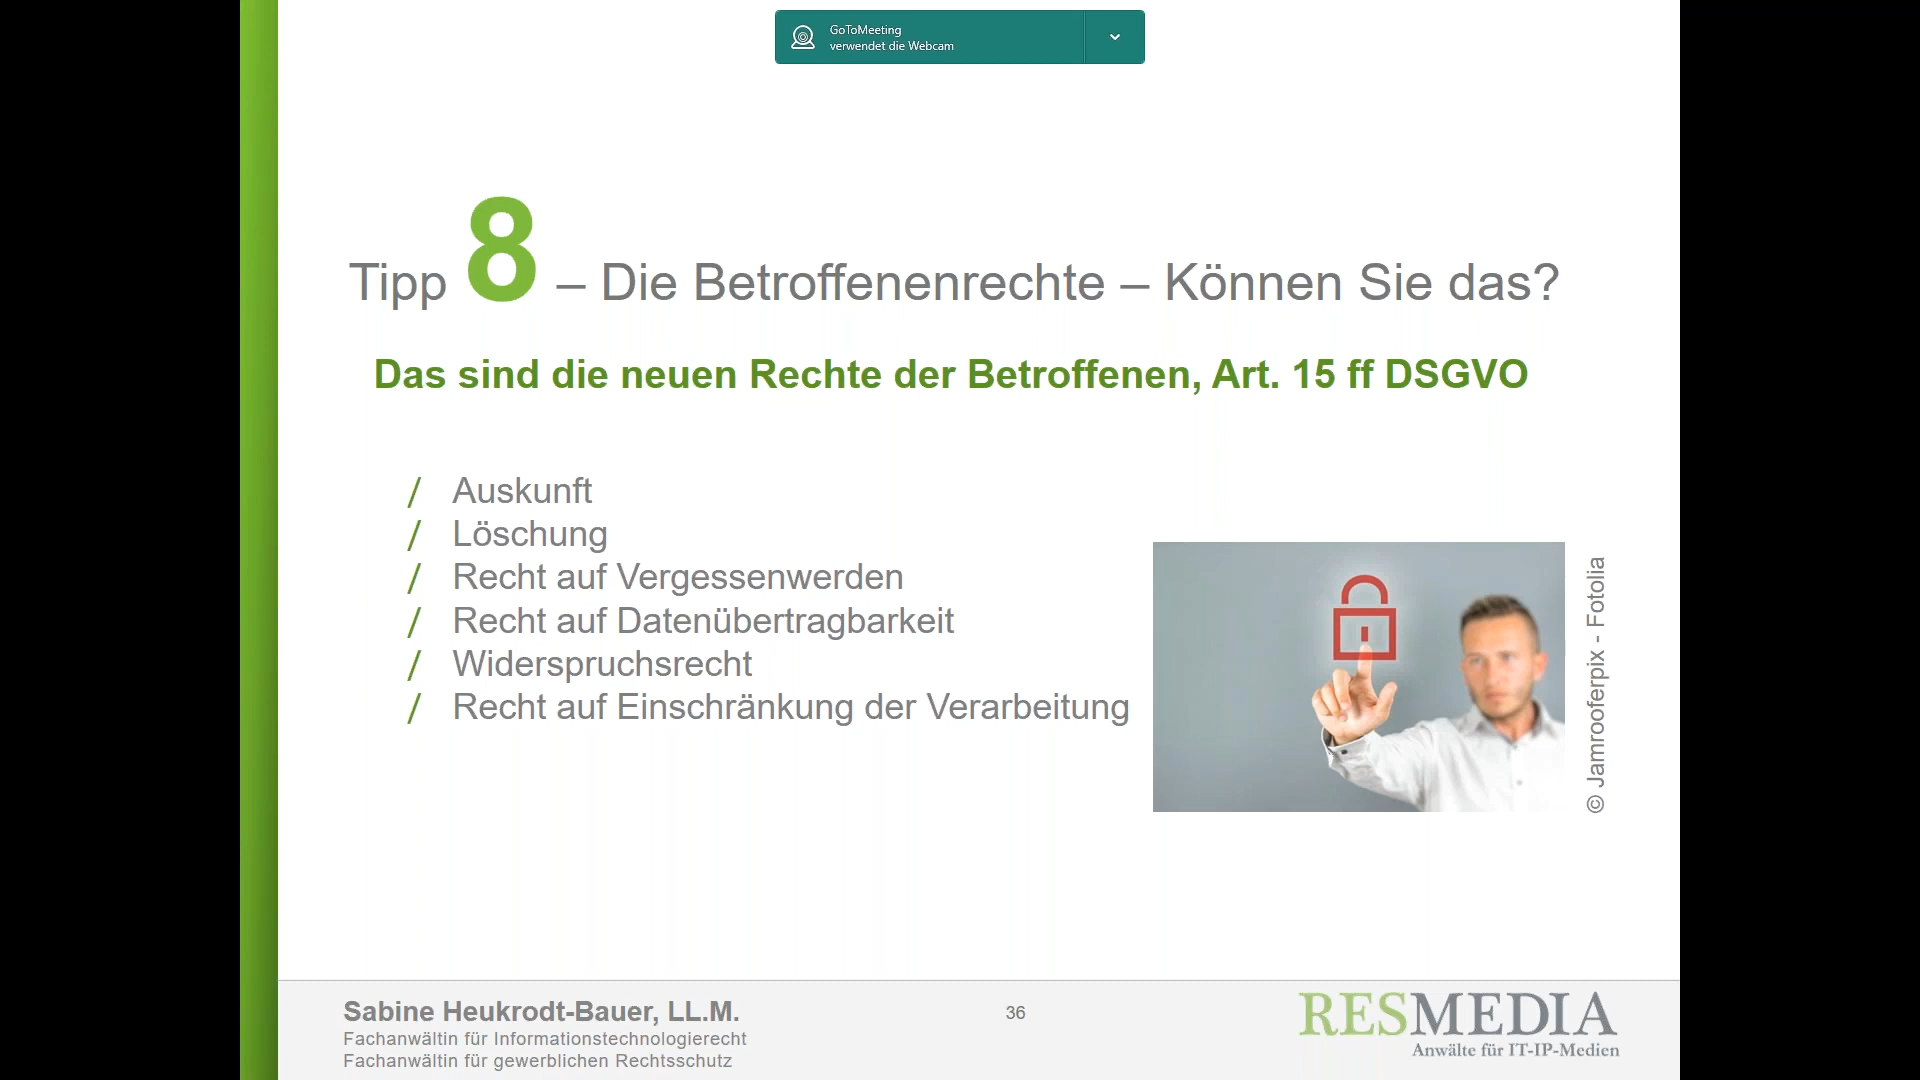 GoToMeeting
verwendet die Webcam
Tipp 8 – Die Betroffenenrechte – Können Sie das?
Das sind die neuen Rechte der Betroffenen, Art. 15 ff DSGVO
/ Auskunft
/ Löschung
/ Recht auf Vergessenwerden
/ Recht auf Datenübertragbarkeit
/ Widerspruchsrecht
/ Recht auf Einschränkung der Verarbeitung
© Jamrooferpix - Fotolia
Sabine Heukrodt-Bauer, LL.M.
Fachanwältin für Informationstechnologierecht
Fachanwältin für gewerblichen Rechtsschutz
36
RESMEDIA
Anwälte für IT-IP-Medien